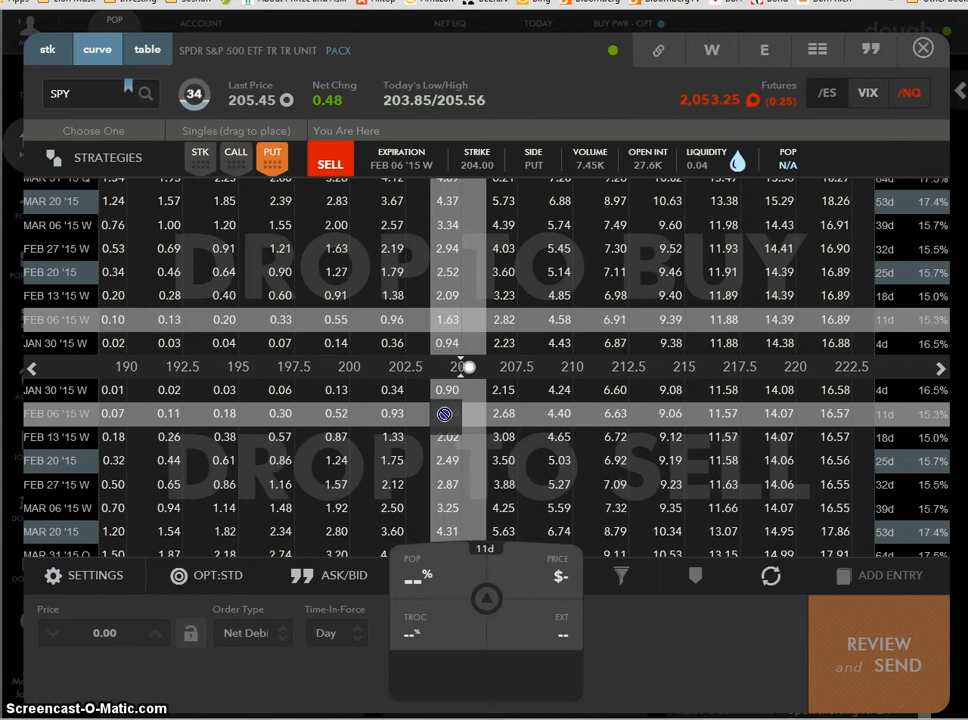 POP ACCOUNT NET LIQ TODAY BUY PWR - OPT
stk curve table SPDR S&P 500 ETF TR TR UNIT PACX W E
SPY 34 Last Price 205.45 Net Chng 0.48 Today's Low/High 203.85/205.56 Futures 2,053.25 (0.25) /ES VIX /NQ
Choose One Singles (drag to place) You Are Here
STRATEGIES STK CALL PUT SELL EXPIRATION FEB 06 '15 W STRIKE 204.00 SIDE PUT VOLUME 7.45K OPEN INT 27.6K LIQUIDITY 0.04 POP N/A
MAR 20 '15 1.24 1.57 1.85 2.39 2.83 3.67 4.37 5.73 6.88 8.97 10.63 13.38 15.29 18.26 53d 17.4%
MAR 06 '15 W 0.76 1.00 1.20 1.55 2.00 2.57 3.34 4.39 5.74 7.49 9.60 11.98 14.43 16.91 39d 15.7%
FEB 27 '15 W 0.53 0.69 0.91 1.21 1.63 2.19 2.94 4.03 5.45 7.30 9.52 11.93 14.41 16.90 32d 15.5%
FEB 20 '15 0.34 0.46 0.64 0.90 1.27 1.79 2.52 3.60 5.14 7.11 9.46 11.91 14.39 16.89 25d 15.7%
DROP TO BUY
FEB 13 '15 W 0.20 0.28 0.40 0.60 0.91 1.38 2.09 3.23 4.85 6.98 9.40 11.89 14.39 16.89 18d 15.0%
FEB 06 '15 W 0.10 0.13 0.20 0.33 0.55 0.96 1.63 2.82 4.58 6.91 9.39 11.88 14.39 16.89 11d 15.3%
JAN 30 '15 W 0.02 0.03 0.04 0.07 0.14 0.36 0.94 2.23 4.43 6.87 9.38 11.88 14.38 16.88 4d 16.5%
190 192.5 195 197.5 200 202.5 207.5 210 212.5 215 217.5 220 222.5
JAN 30 '15 W 0.01 0.02 0.03 0.06 0.13 0.34 0.90 2.15 4.24 6.60 9.08 11.58 14.08 16.58 4d 16.5%
FEB 06 '15 W 0.07 0.11 0.18 0.30 0.52 0.93 2.68 4.40 6.63 9.06 11.57 14.07 16.57 11d 15.3%
FEB 13 '15 W 0.18 0.26 0.38 0.57 0.87 1.33 2.02 3.08 4.65 6.72 9.12 11.57 14.07 16.57 18d 15.0%
FEB 20 '15 0.32 0.44 0.61 0.86 1.24 1.75 2.49 3.50 5.03 6.91 9.19 11.58 14.06 16.57 25d 15.7%
DROP TO SELL
FEB 27 '15 W 0.50 0.65 0.86 1.16 1.57 2.12 2.87 3.88 5.27 7.09 9.23 11.63 14.07 16.57 32d 15.5%
MAR 06 '15 W 0.70 0.94 1.14 1.48 1.92 2.50 3.25 4.25 5.59 7.32 9.35 11.66 14.07 16.58 39d 15.7%
MAR 20 '15 1.20 1.54 1.82 2.34 2.80 3.60 4.31 5.63 6.74 8.79 10.34 13.07 14.95 17.86 53d 17.4%
11d
SETTINGS OPT:STD ASK/BID POP --% PRICE $- ADD ENTRY
Price 0.00 Order Type Net Debi Time-In-Force Day TROC --% EXT -- REVIEW and SEND
Screencast-O-Matic.com